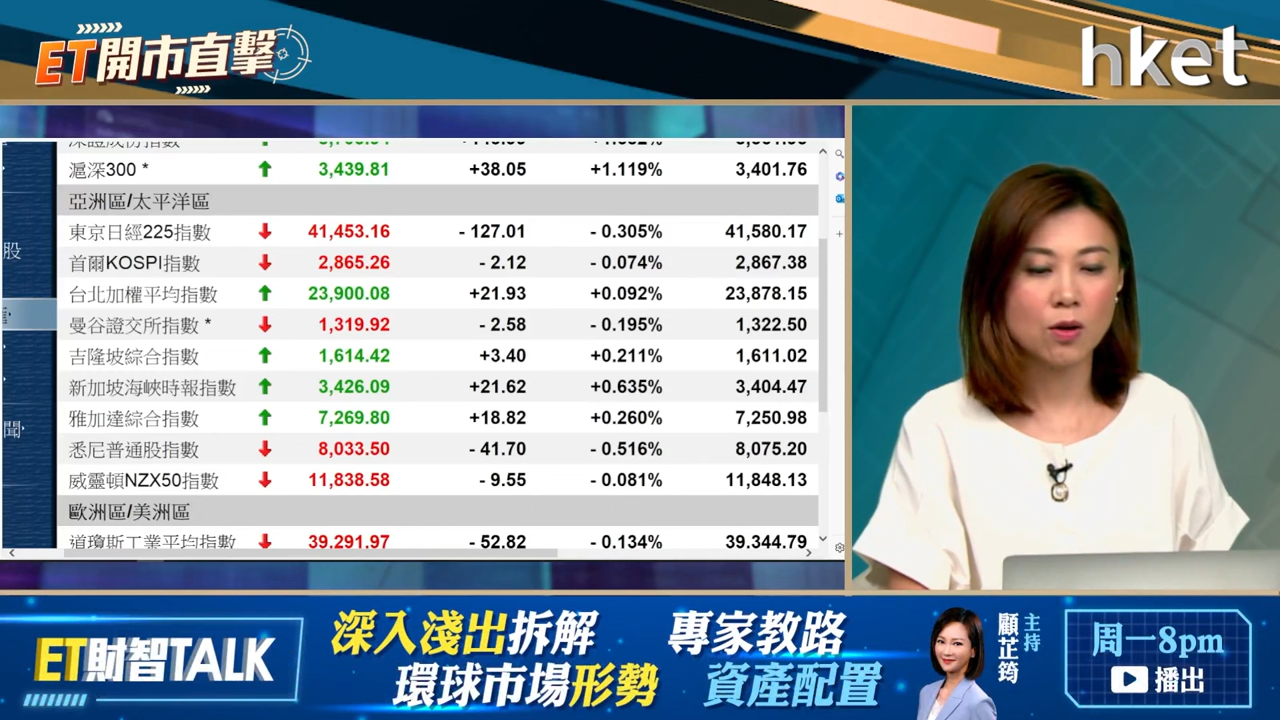 ET開市直擊
hket
滬深300 * 3,439.81 +38.05 +1.119% 3,401.76
亞洲區/太平洋區
東京日經225指數 41,453.16 - 127.01 - 0.305% 41,580.17
首爾KOSPI指數 2,865.26 - 2.12 - 0.074% 2,867.38
台北加權平均指數 23,900.08 +21.93 +0.092% 23,878.15
曼谷證交所指數 * 1,319.92 - 2.58 - 0.195% 1,322.50
吉隆坡綜合指數 1,614.42 +3.40 +0.211% 1,611.02
新加坡海峽時報指數 3,426.09 +21.62 +0.635% 3,404.47
雅加達綜合指數 7,269.80 +18.82 +0.260% 7,250.98
悉尼普通股指數 8,033.50 - 41.70 - 0.516% 8,075.20
威靈頓NZX50指數 11,838.58 - 9.55 - 0.081% 11,848.13
歐洲區/美洲區
道瓊斯工業平均指數 39,291.97 - 52.82 - 0.134% 39,344.79
股
聞
ET財智TALK
深入淺出拆解 專家教路
環球市場形勢 資產配置
主持
顧芷筠
周一8pm
播出